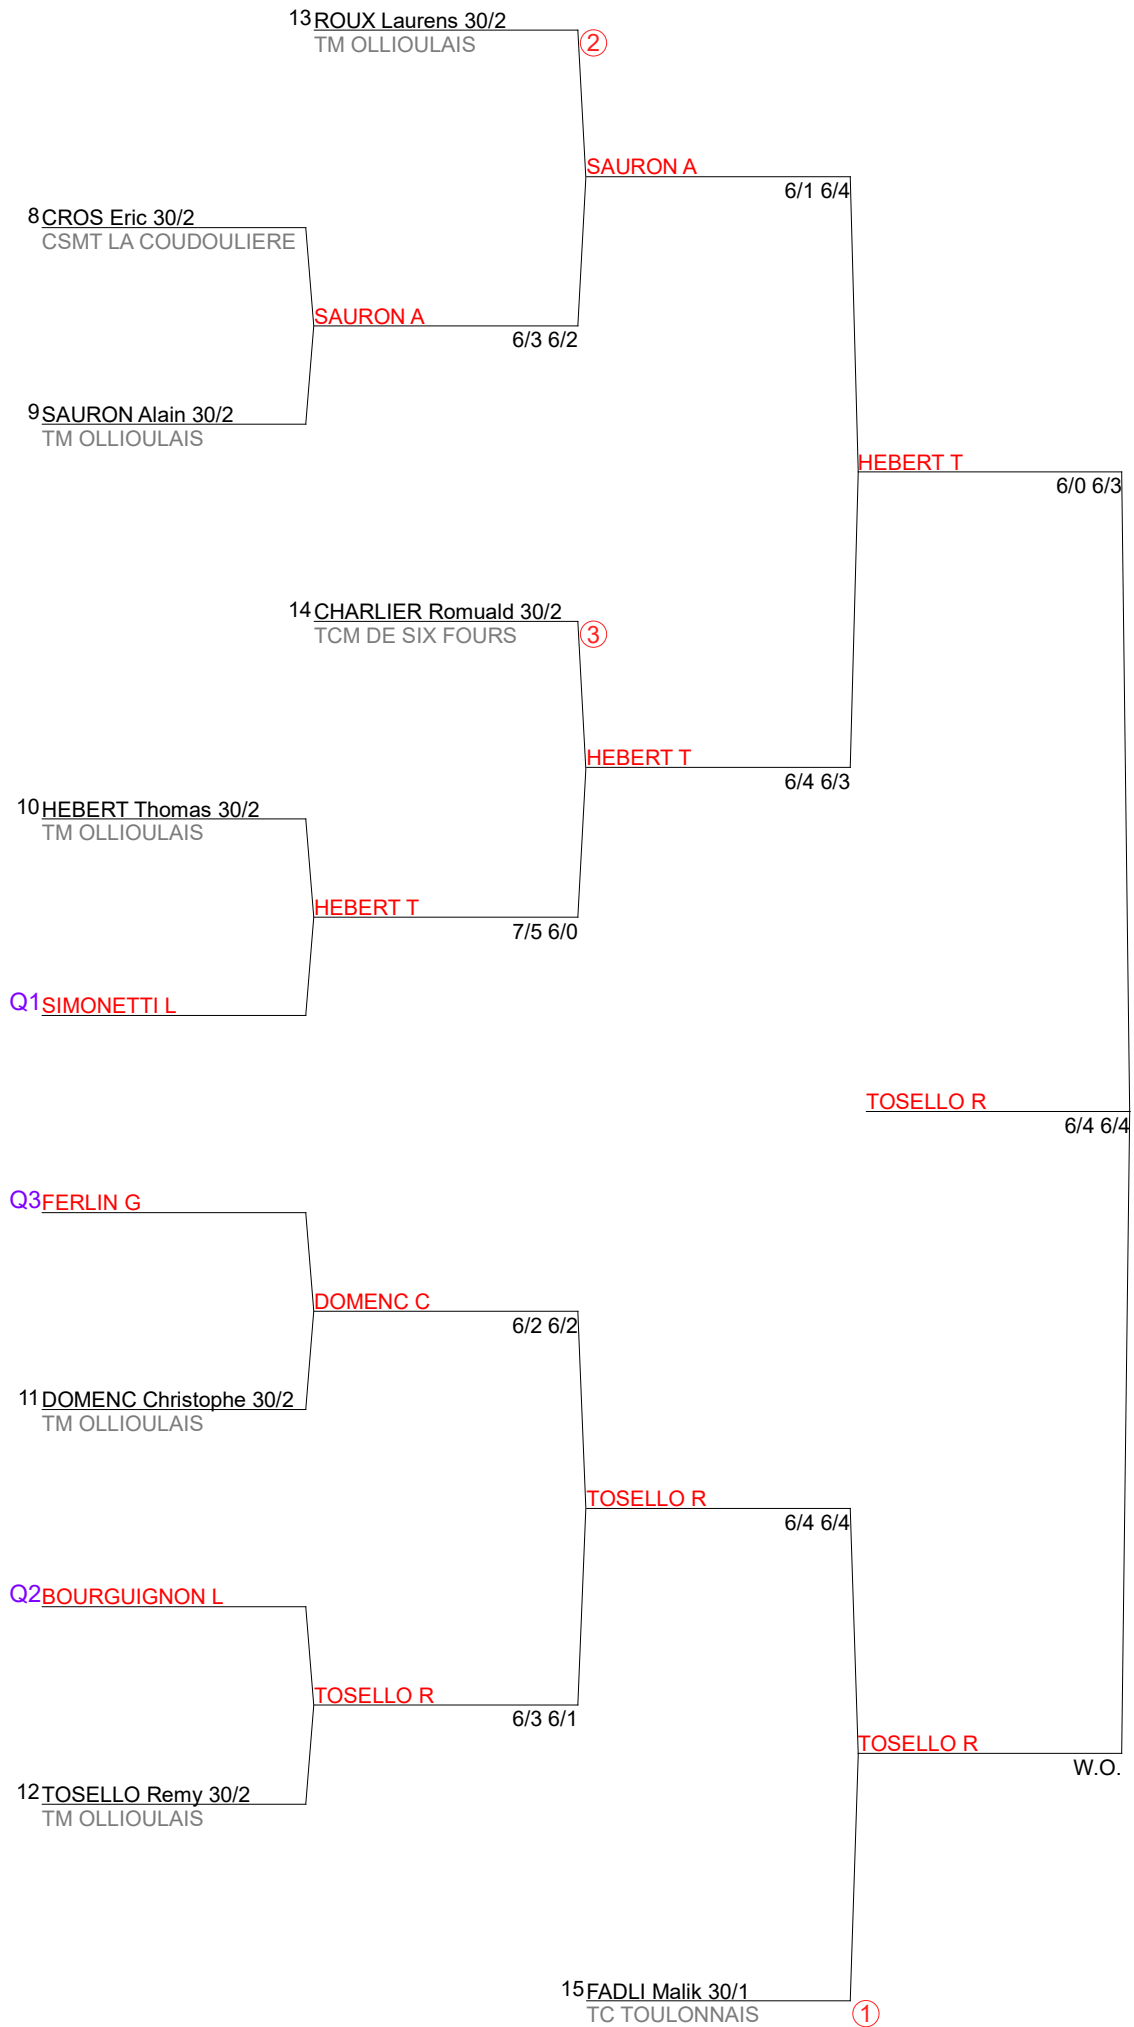 13 ROUX Laurens 30/2
TM OLLIOULAIS
2
SAURON A
6/1 6/4
8 CROS Eric 30/2
CSMT LA COUDOULIERE
SAURON A
6/3 6/2
9 SAURON Alain 30/2
TM OLLIOULAIS
HEBERT T
6/0 6/3
14 CHARLIER Romuald 30/2
TCM DE SIX FOURS
3
HEBERT T
6/4 6/3
10 HEBERT Thomas 30/2
TM OLLIOULAIS
HEBERT T
7/5 6/0
Q1 SIMONETTI L
TOSELLO R
6/4 6/4
Q3 FERLIN G
DOMENC C
6/2 6/2
11 DOMENC Christophe 30/2
TM OLLIOULAIS
TOSELLO R
6/4 6/4
Q2 BOURGUIGNON L
TOSELLO R
6/3 6/1
TOSELLO R
W.O.
12 TOSELLO Remy 30/2
TM OLLIOULAIS
15 FADLI Malik 30/1
TC TOULONNAIS
1